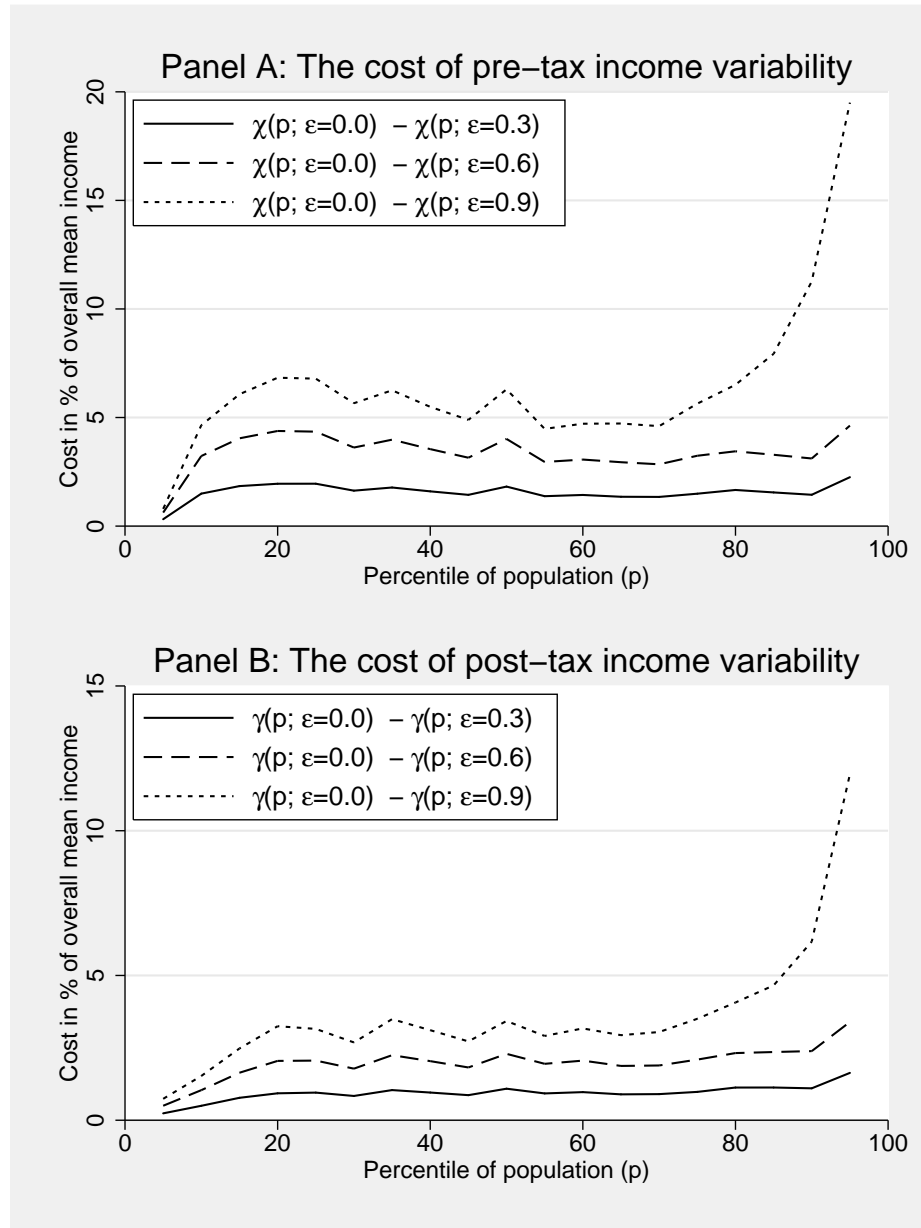 Panel A: The cost of pre−tax income variability
Cost in % of overall mean income
20
15
10
5
0
χ(p; ε=0.0) − χ(p; ε=0.3)
χ(p; ε=0.0) − χ(p; ε=0.6)
χ(p; ε=0.0) − χ(p; ε=0.9)
0 20 40 60 80 100
Percentile of population (p)
Panel B: The cost of post−tax income variability
Cost in % of overall mean income
15
10
5
0
γ(p; ε=0.0) − γ(p; ε=0.3)
γ(p; ε=0.0) − γ(p; ε=0.6)
γ(p; ε=0.0) − γ(p; ε=0.9)
0 20 40 60 80 100
Percentile of population (p)